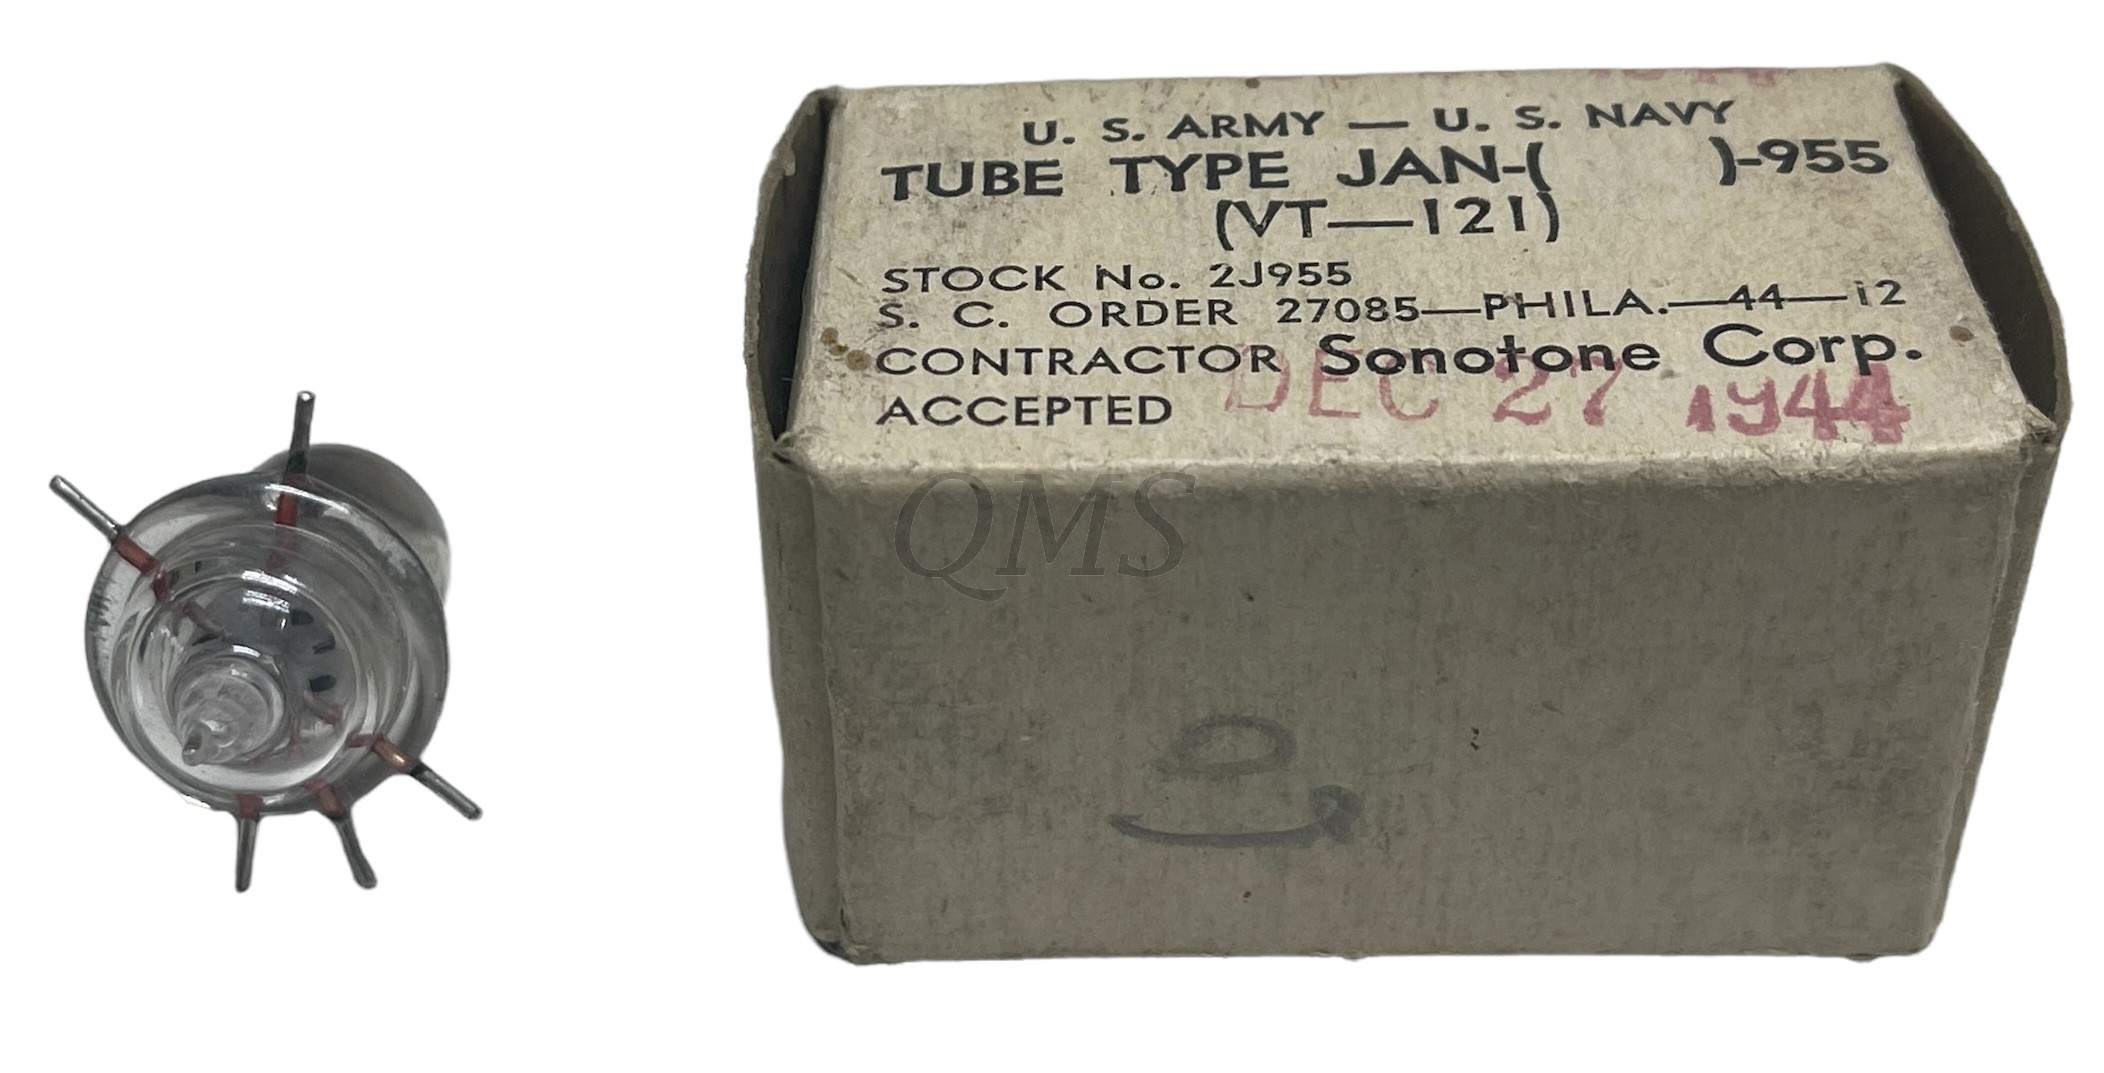 U. S. ARMY — U. S. NAVY
TUBE TYPE JAN-(    )-955
(VT—121)
STOCK No. 2J955
S. C. ORDER 27085—PHILA.—44—12
CONTRACTOR Sonotone Corp.
ACCEPTED DEC 27 1944
QMS